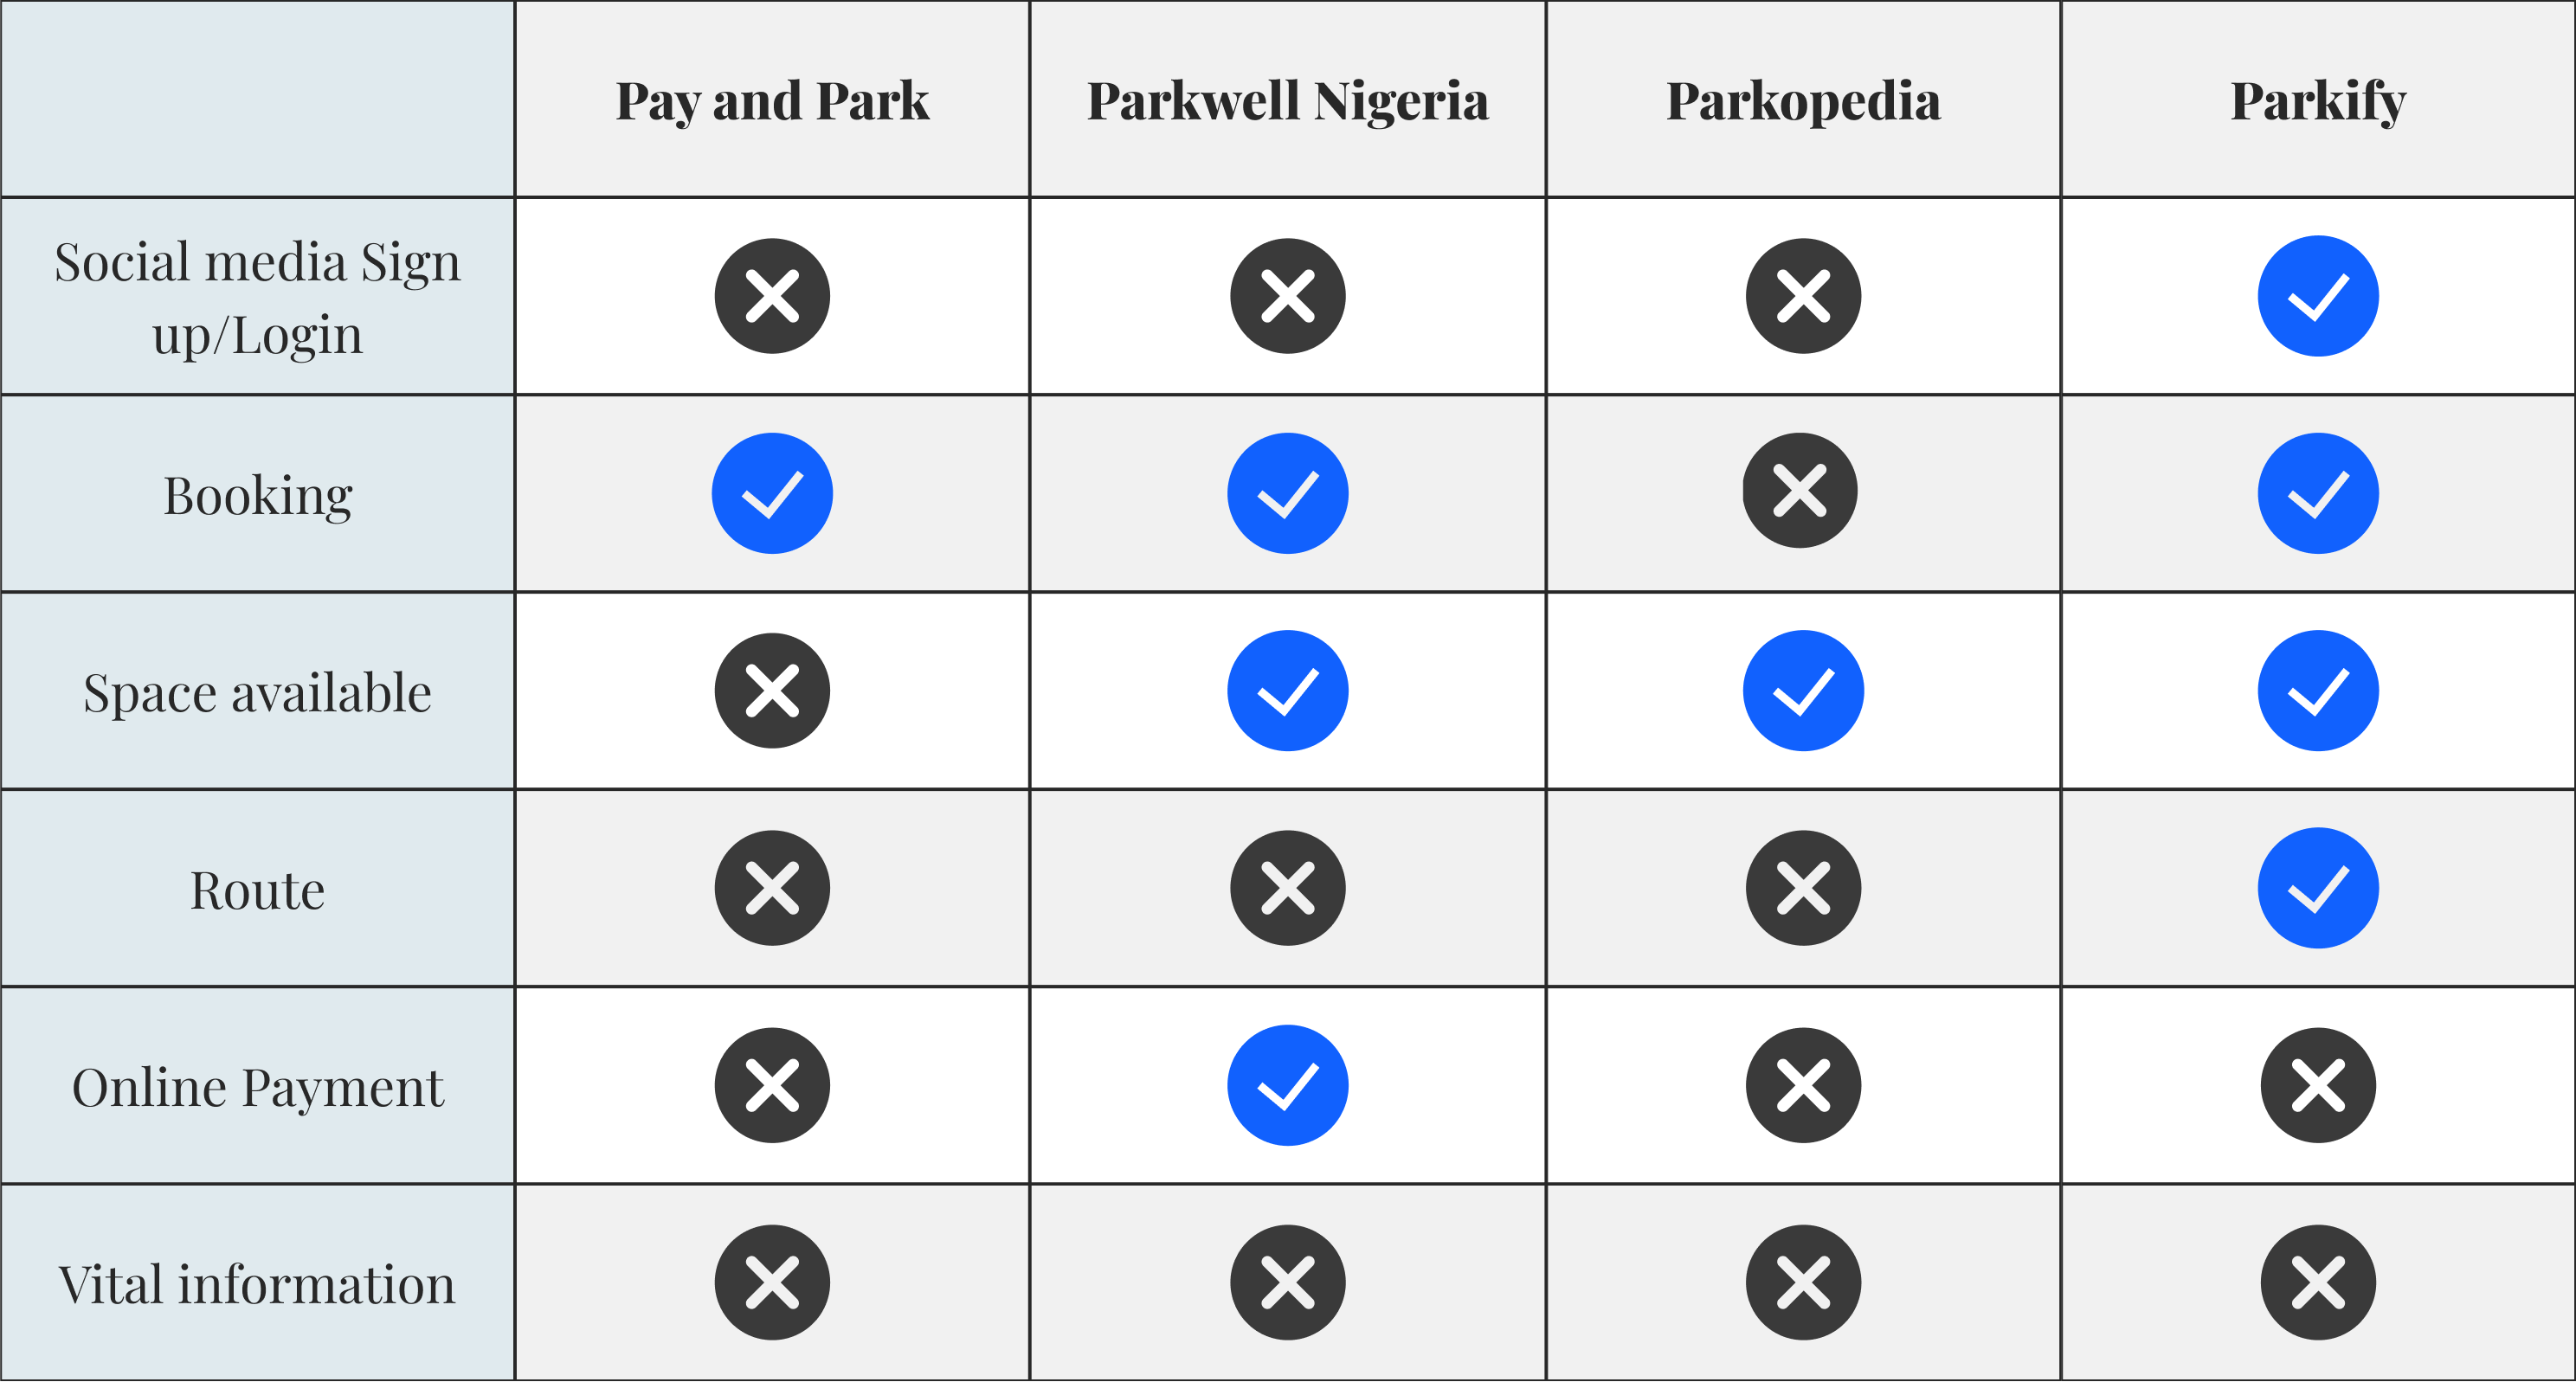 Pay and Park
Parkwell Nigeria
Parkopedia
Parkify
Social media Sign
up/Login
Booking
Space available
Route
Online Payment
Vital information